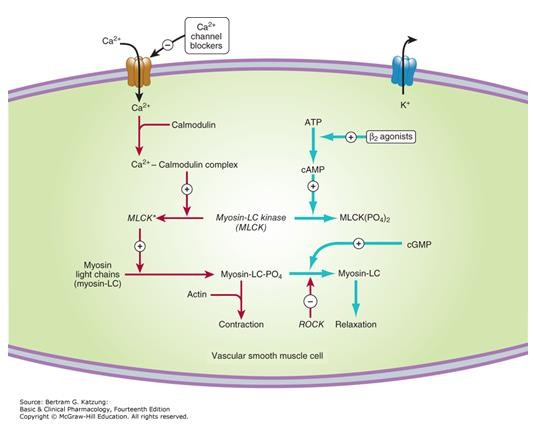 Ca²⁺
Ca²⁺
channel
blockers
−
Ca²⁺
K⁺
Calmodulin
ATP
+
β₂ agonists
Ca²⁺ – Calmodulin complex
cAMP
+
+
MLCK*
Myosin-LC kinase
(MLCK)
MLCK(PO₄)₂
+
+
cGMP
Myosin
light chains
(myosin-LC)
Myosin-LC-PO₄
Myosin-LC
Actin
−
Contraction
ROCK
Relaxation
Vascular smooth muscle cell
Source: Bertram G. Katzung:
Basic & Clinical Pharmacology, Fourteenth Edition
Copyright © McGraw-Hill Education. All rights reserved.